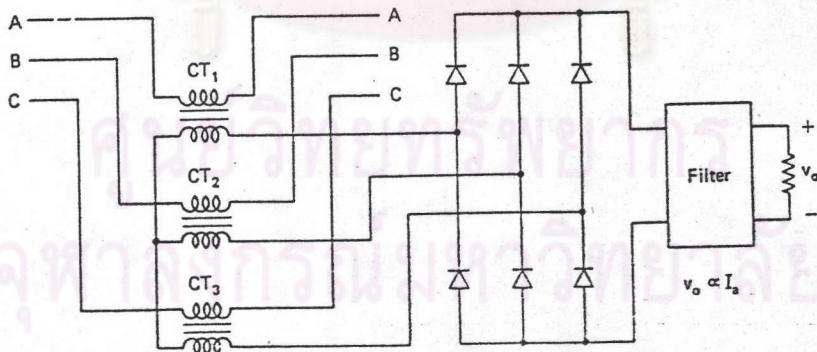 A
A
B
B
C
C
CT₁
CT₂
CT₃
Filter
+
vₒ
−
vₒ ∝ Iₐ
ศูนย์วิทยทรัพยากร
จุฬาลงกรณ์มหาวิทยาลัย